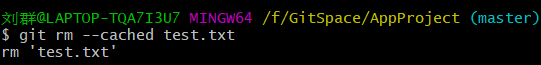 刘群@LAPTOP-TQA7I3U7 MINGW64 /f/GitSpace/AppProject (master)
$ git rm --cached test.txt
rm 'test.txt'